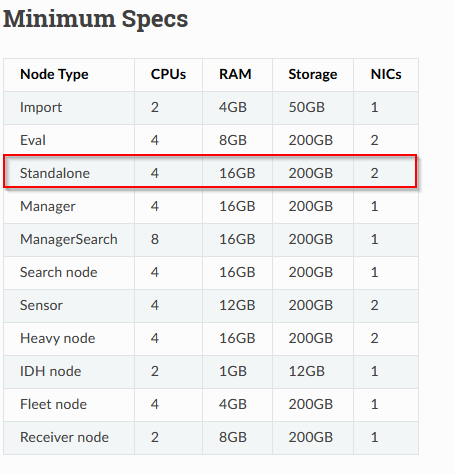 Minimum Specs
Node Type CPUs RAM Storage NICs
Import 2 4GB 50GB 1
Eval 4 8GB 200GB 2
Standalone 4 16GB 200GB 2
Manager 4 16GB 200GB 1
ManagerSearch 8 16GB 200GB 1
Search node 4 16GB 200GB 1
Sensor 4 12GB 200GB 2
Heavy node 4 16GB 200GB 2
IDH node 2 1GB 12GB 1
Fleet node 4 4GB 200GB 1
Receiver node 2 8GB 200GB 1